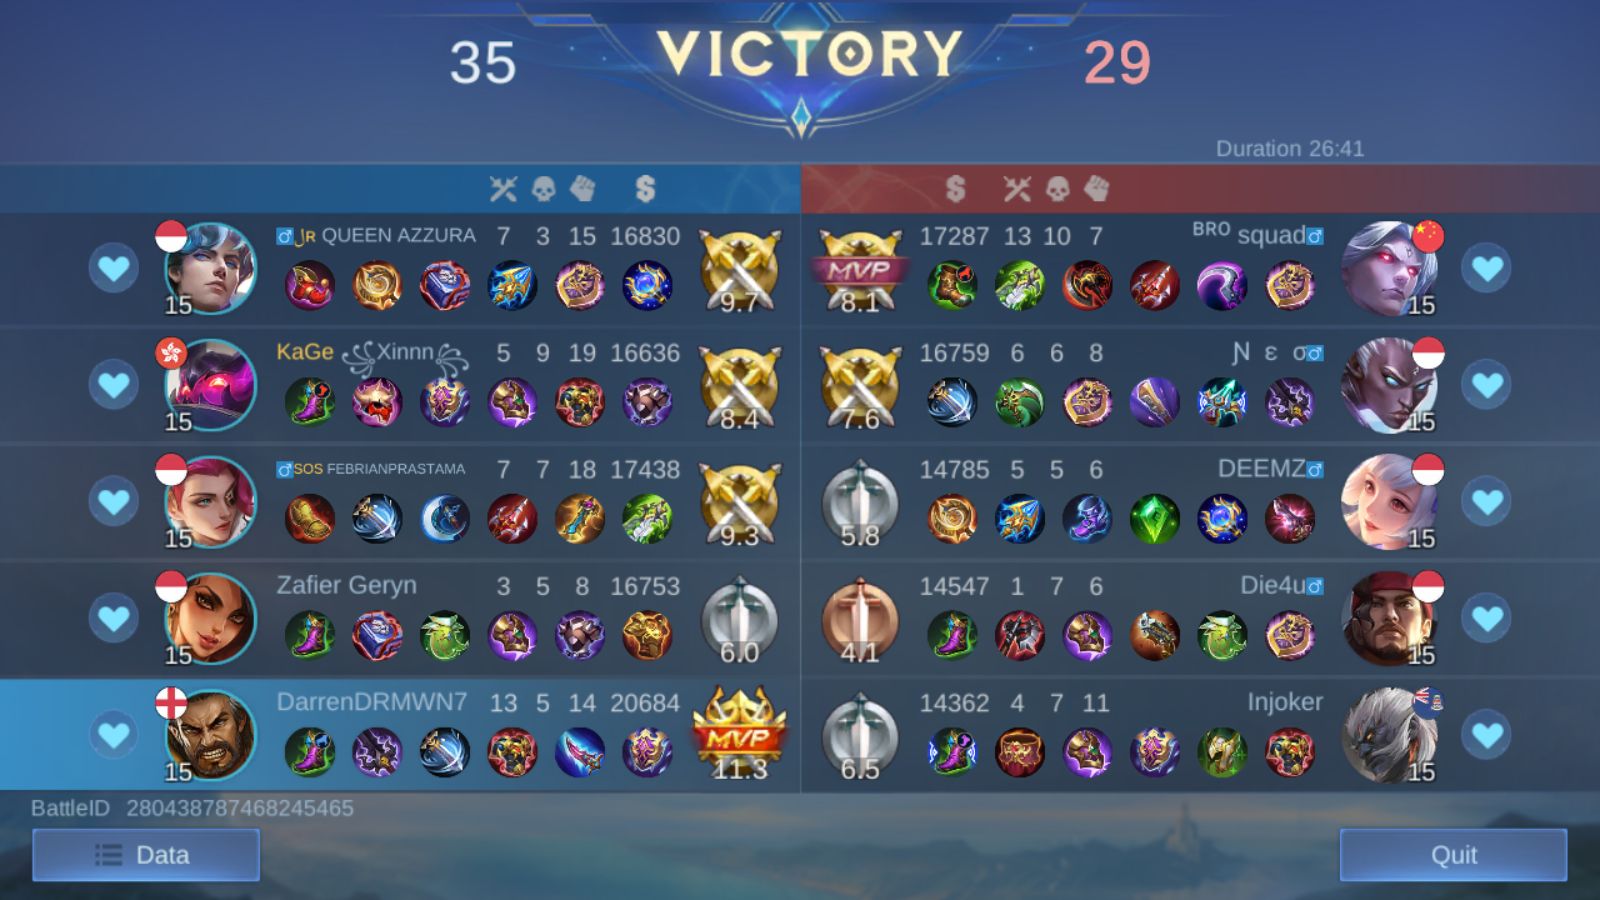 35 VICTORY 29
Duration 26:41
JR QUEEN AZZURA 7 3 15 16830
15 9.7
KaGe Xinnn 5 9 19 16636
15 8.4
SOS FEBRIANPRASTAMA 7 7 18 17438
15 9.3
Zafier Geryn 3 5 8 16753
15 6.0
DarrenDRMWN7 13 5 14 20684
MVP
15 11.3
17287 13 10 7 BRO squad
MVP
8.1 15
16759 6 6 8 Ɲ ε σ
7.6 15
14785 5 5 6 DEEMZ
5.8 15
14547 1 7 6 Die4u
4.1 15
14362 4 7 11 Injoker
6.5 15
BattleID 280438787468245465
Data
Quit